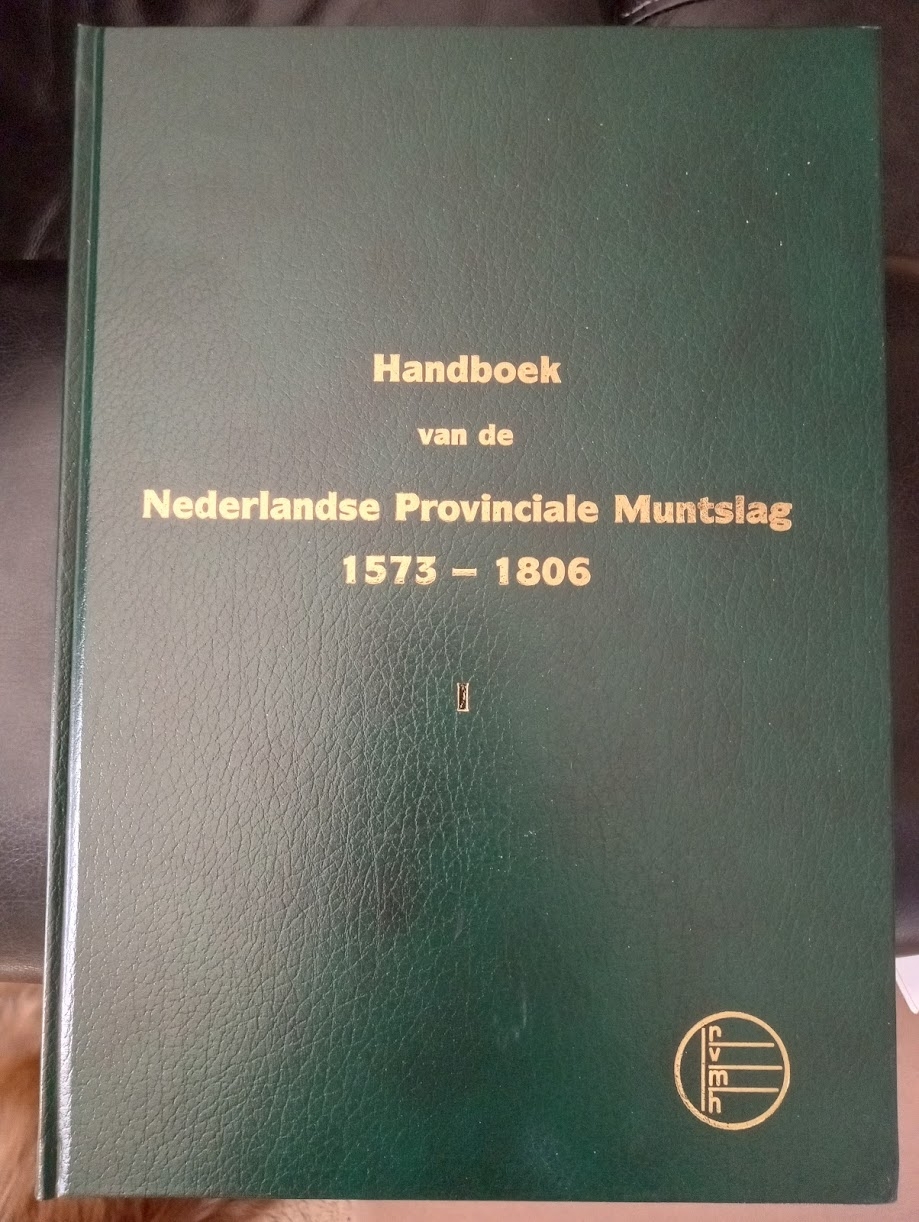 Handboek
van de
Nederlandse Provinciale Muntslag
1573 – 1806
I